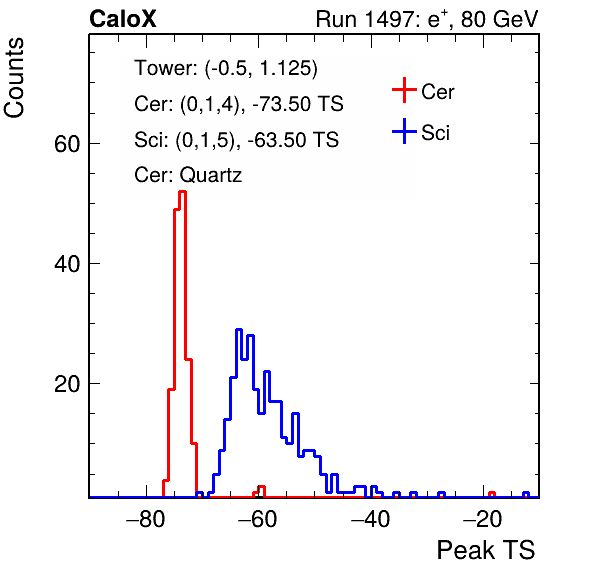 CaloX Run 1497: e+, 80 GeV
Counts
Tower: (-0.5, 1.125)
Cer: (0,1,4), -73.50 TS
Sci: (0,1,5), -63.50 TS
Cer: Quartz
Cer
Sci
60
40
20
−80 −60 −40 −20
Peak TS